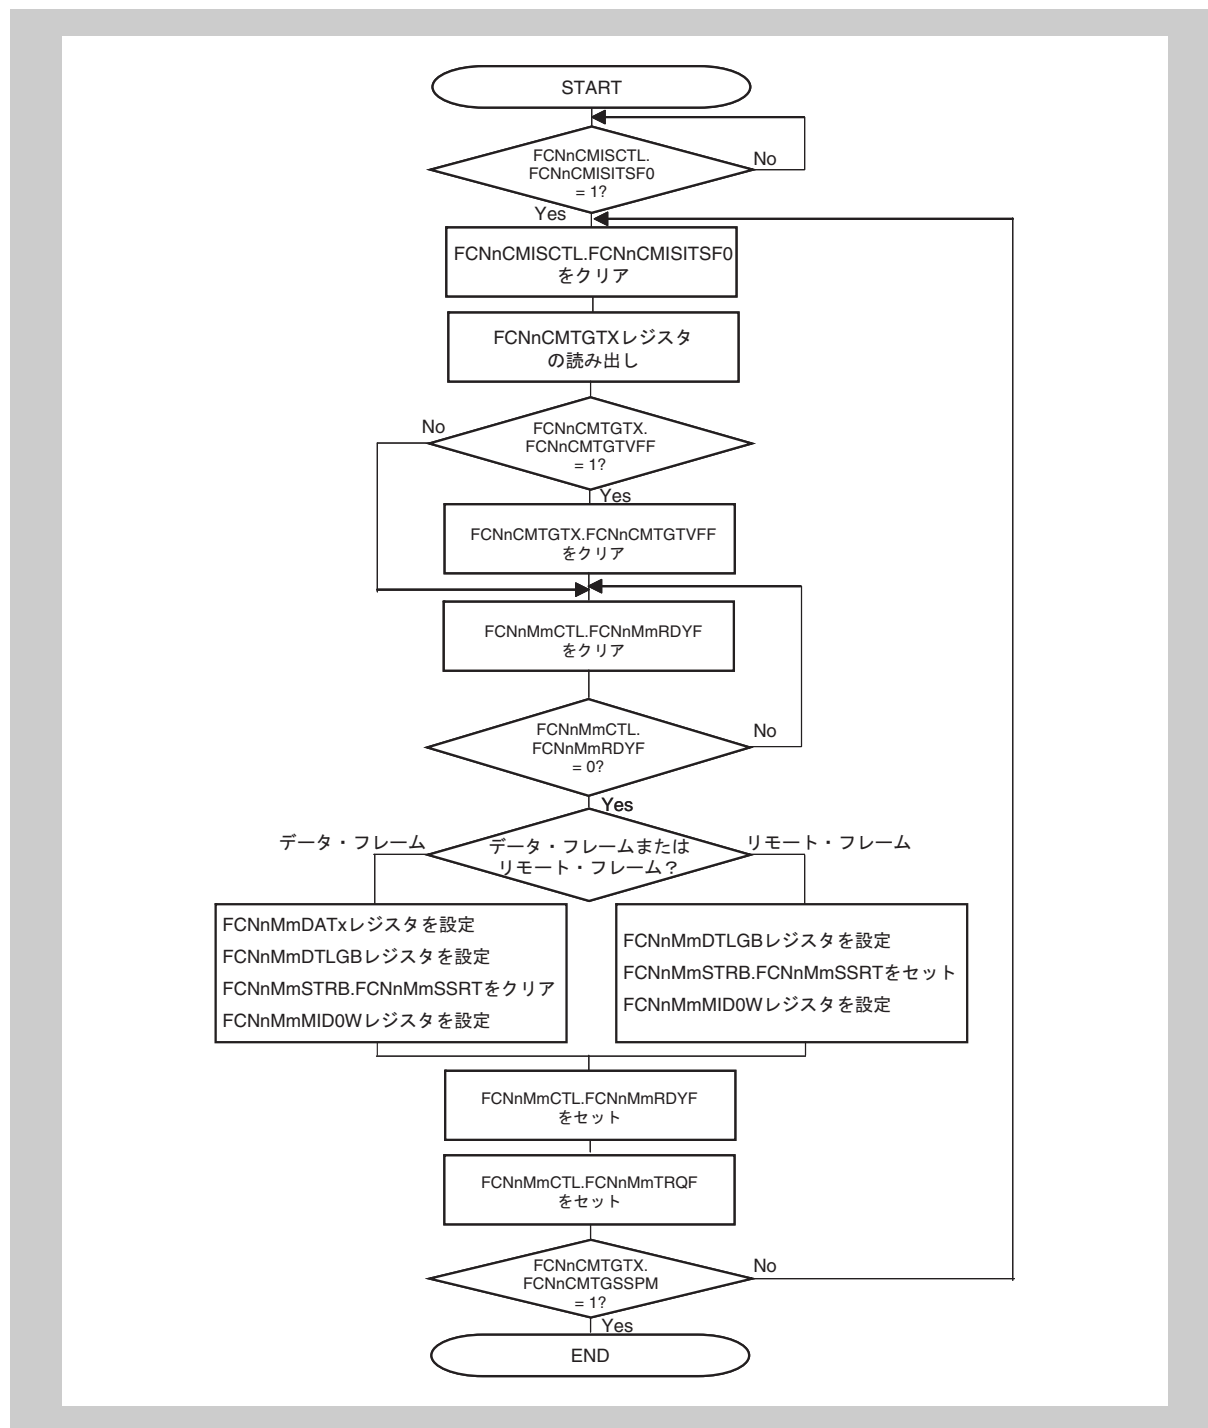 START
FCNnCMISCTL.
FCNnCMISITSF0
= 1?
No
Yes
FCNnCMISCTL.FCNnCMISITSF0
をクリア
FCNnCMTGTXレジスタ
の読み出し
No
FCNnCMTGTX.
FCNnCMTGTVFF
= 1?
Yes
FCNnCMTGTX.FCNnCMTGTVFF
をクリア
FCNnMmCTL.FCNnMmRDYF
をクリア
FCNnMmCTL.
FCNnMmRDYF
= 0?
No
Yes
データ・フレーム
データ・フレームまたは
リモート・フレーム？
リモート・フレーム
FCNnMmDATxレジスタを設定
FCNnMmDTLGBレジスタを設定
FCNnMmSTRB.FCNnMmSSRTをクリア
FCNnMmMID0Wレジスタを設定
FCNnMmDTLGBレジスタを設定
FCNnMmSTRB.FCNnMmSSRTをセット
FCNnMmMID0Wレジスタを設定
FCNnMmCTL.FCNnMmRDYF
をセット
FCNnMmCTL.FCNnMmTRQF
をセット
FCNnCMTGTX.
FCNnCMTGSSPM
= 1?
No
Yes
END